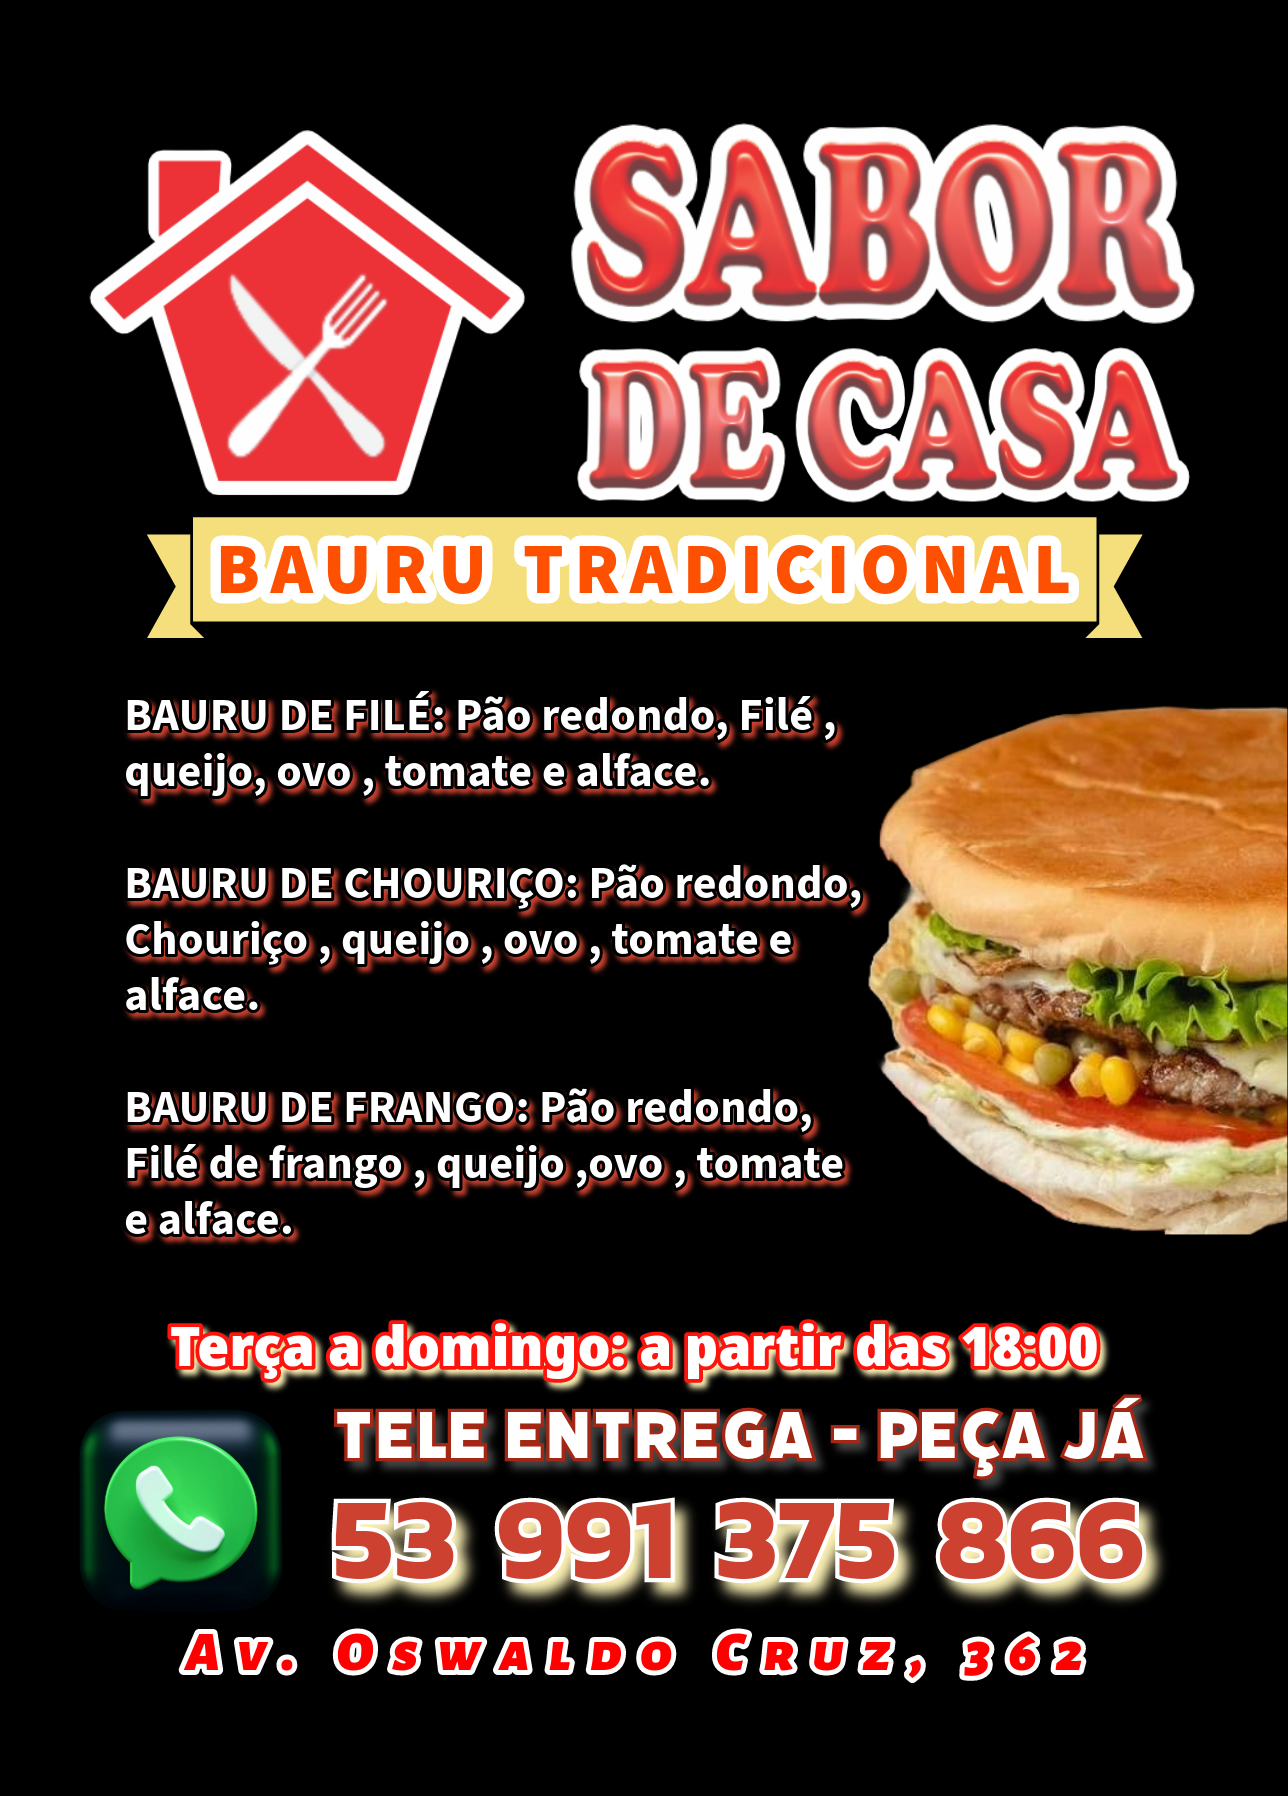 SABOR
DE CASA
BAURU TRADICIONAL
BAURU DE FILÉ: Pão redondo, Filé ,
queijo, ovo , tomate e alface.
BAURU DE CHOURIÇO: Pão redondo,
Chouriço , queijo , ovo , tomate e
alface.
BAURU DE FRANGO: Pão redondo,
Filé de frango , queijo ,ovo , tomate
e alface.
Terça a domingo: a partir das 18:00
TELE ENTREGA - PEÇA JÁ
53 991 375 866
Av. Oswaldo Cruz, 362